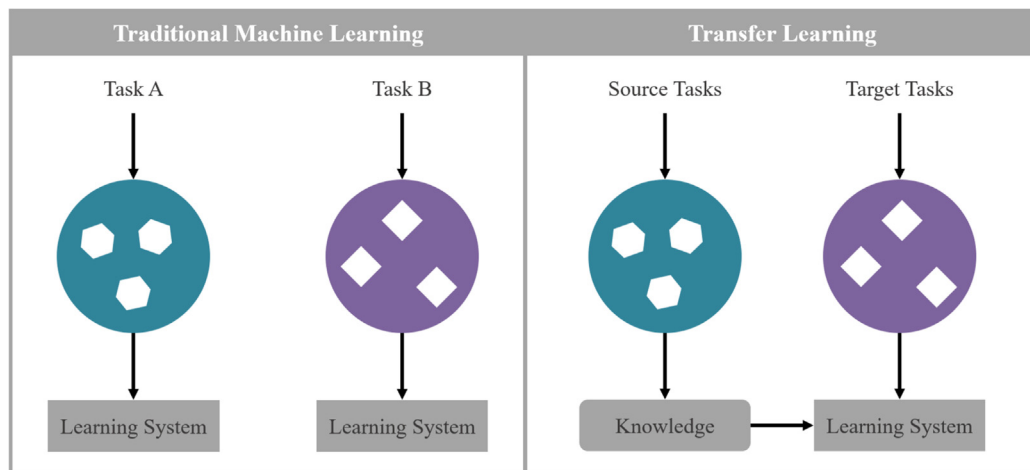 Traditional Machine Learning
Transfer Learning
Task A
Task B
Source Tasks
Target Tasks
Learning System
Learning System
Knowledge
Learning System